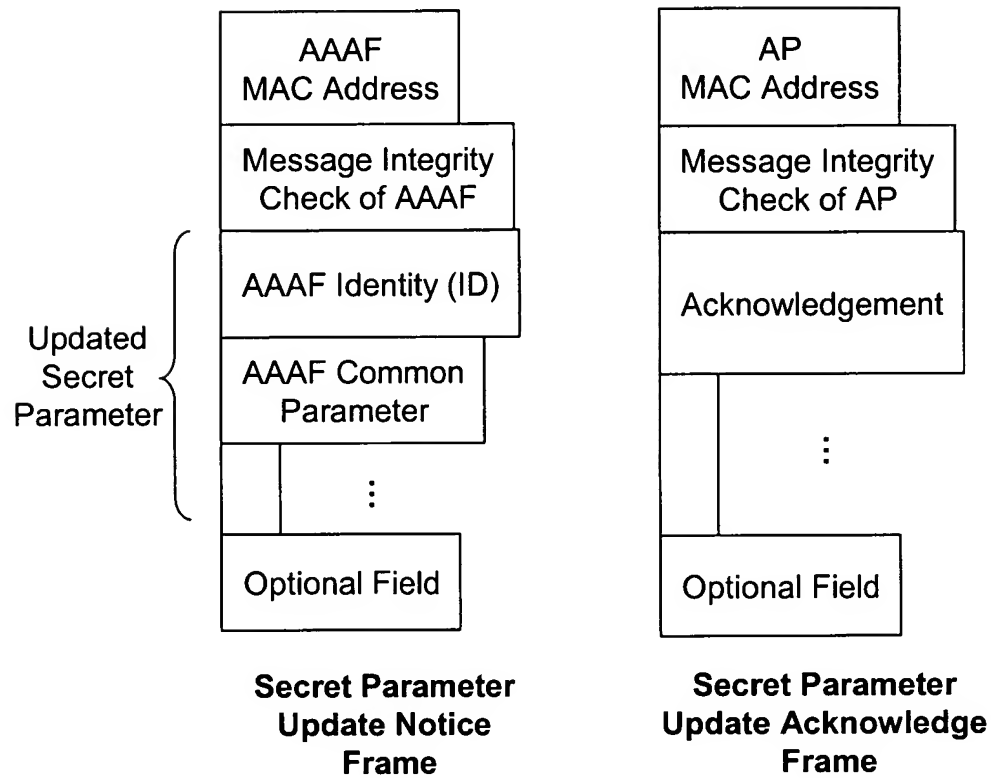 AAAF
MAC Address
Message Integrity
Check of AAAF
AAAF Identity (ID)
Updated
Secret
Parameter
AAAF Common
Parameter
⋮
Optional Field
Secret Parameter
Update Notice
Frame
AP
MAC Address
Message Integrity
Check of AP
Acknowledgement
⋮
Optional Field
Secret Parameter
Update Acknowledge
Frame